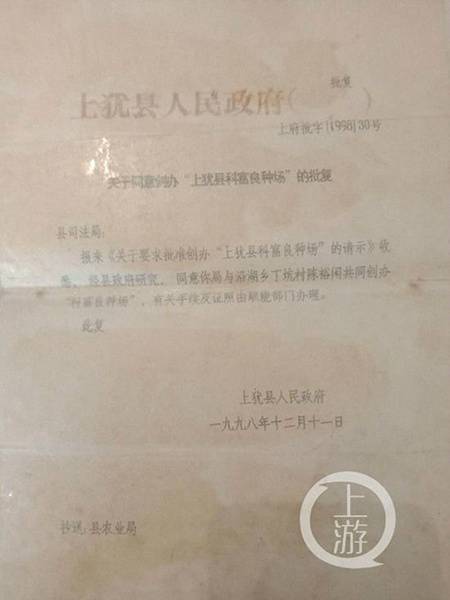 批复
上犹县人民政府( )
上府批字[1998]30号
关于同意创办“上犹县科富良种场”的批复
县司法局:
报来《关于要求批准创办“上犹县科富良种场”的请示》收
悉，经县政府研究，同意你局与沿湖乡丁坑村陈裕闲共同创办
“科富良种场”，有关手续及证照由职能部门办理。
此复
上犹县人民政府
一九九八年十二月十一日
抄送:县农业局
上游